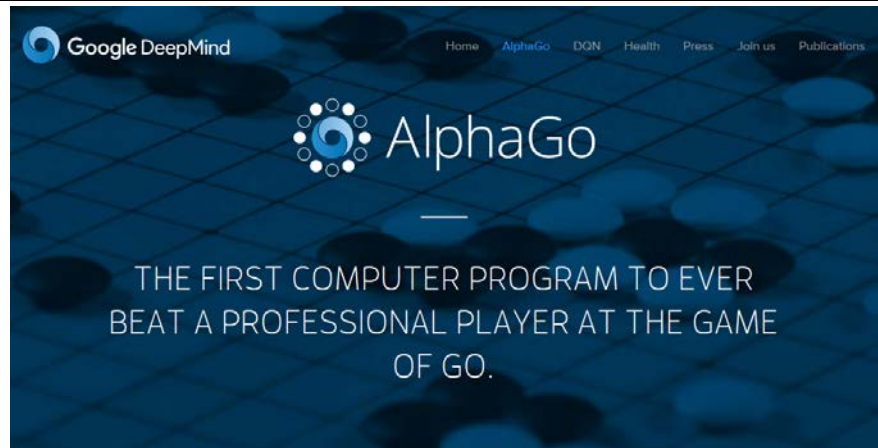 Google DeepMind
Home AlphaGo DQN Health Press Join us Publications
AlphaGo
THE FIRST COMPUTER PROGRAM TO EVER
BEAT A PROFESSIONAL PLAYER AT THE GAME
OF GO.